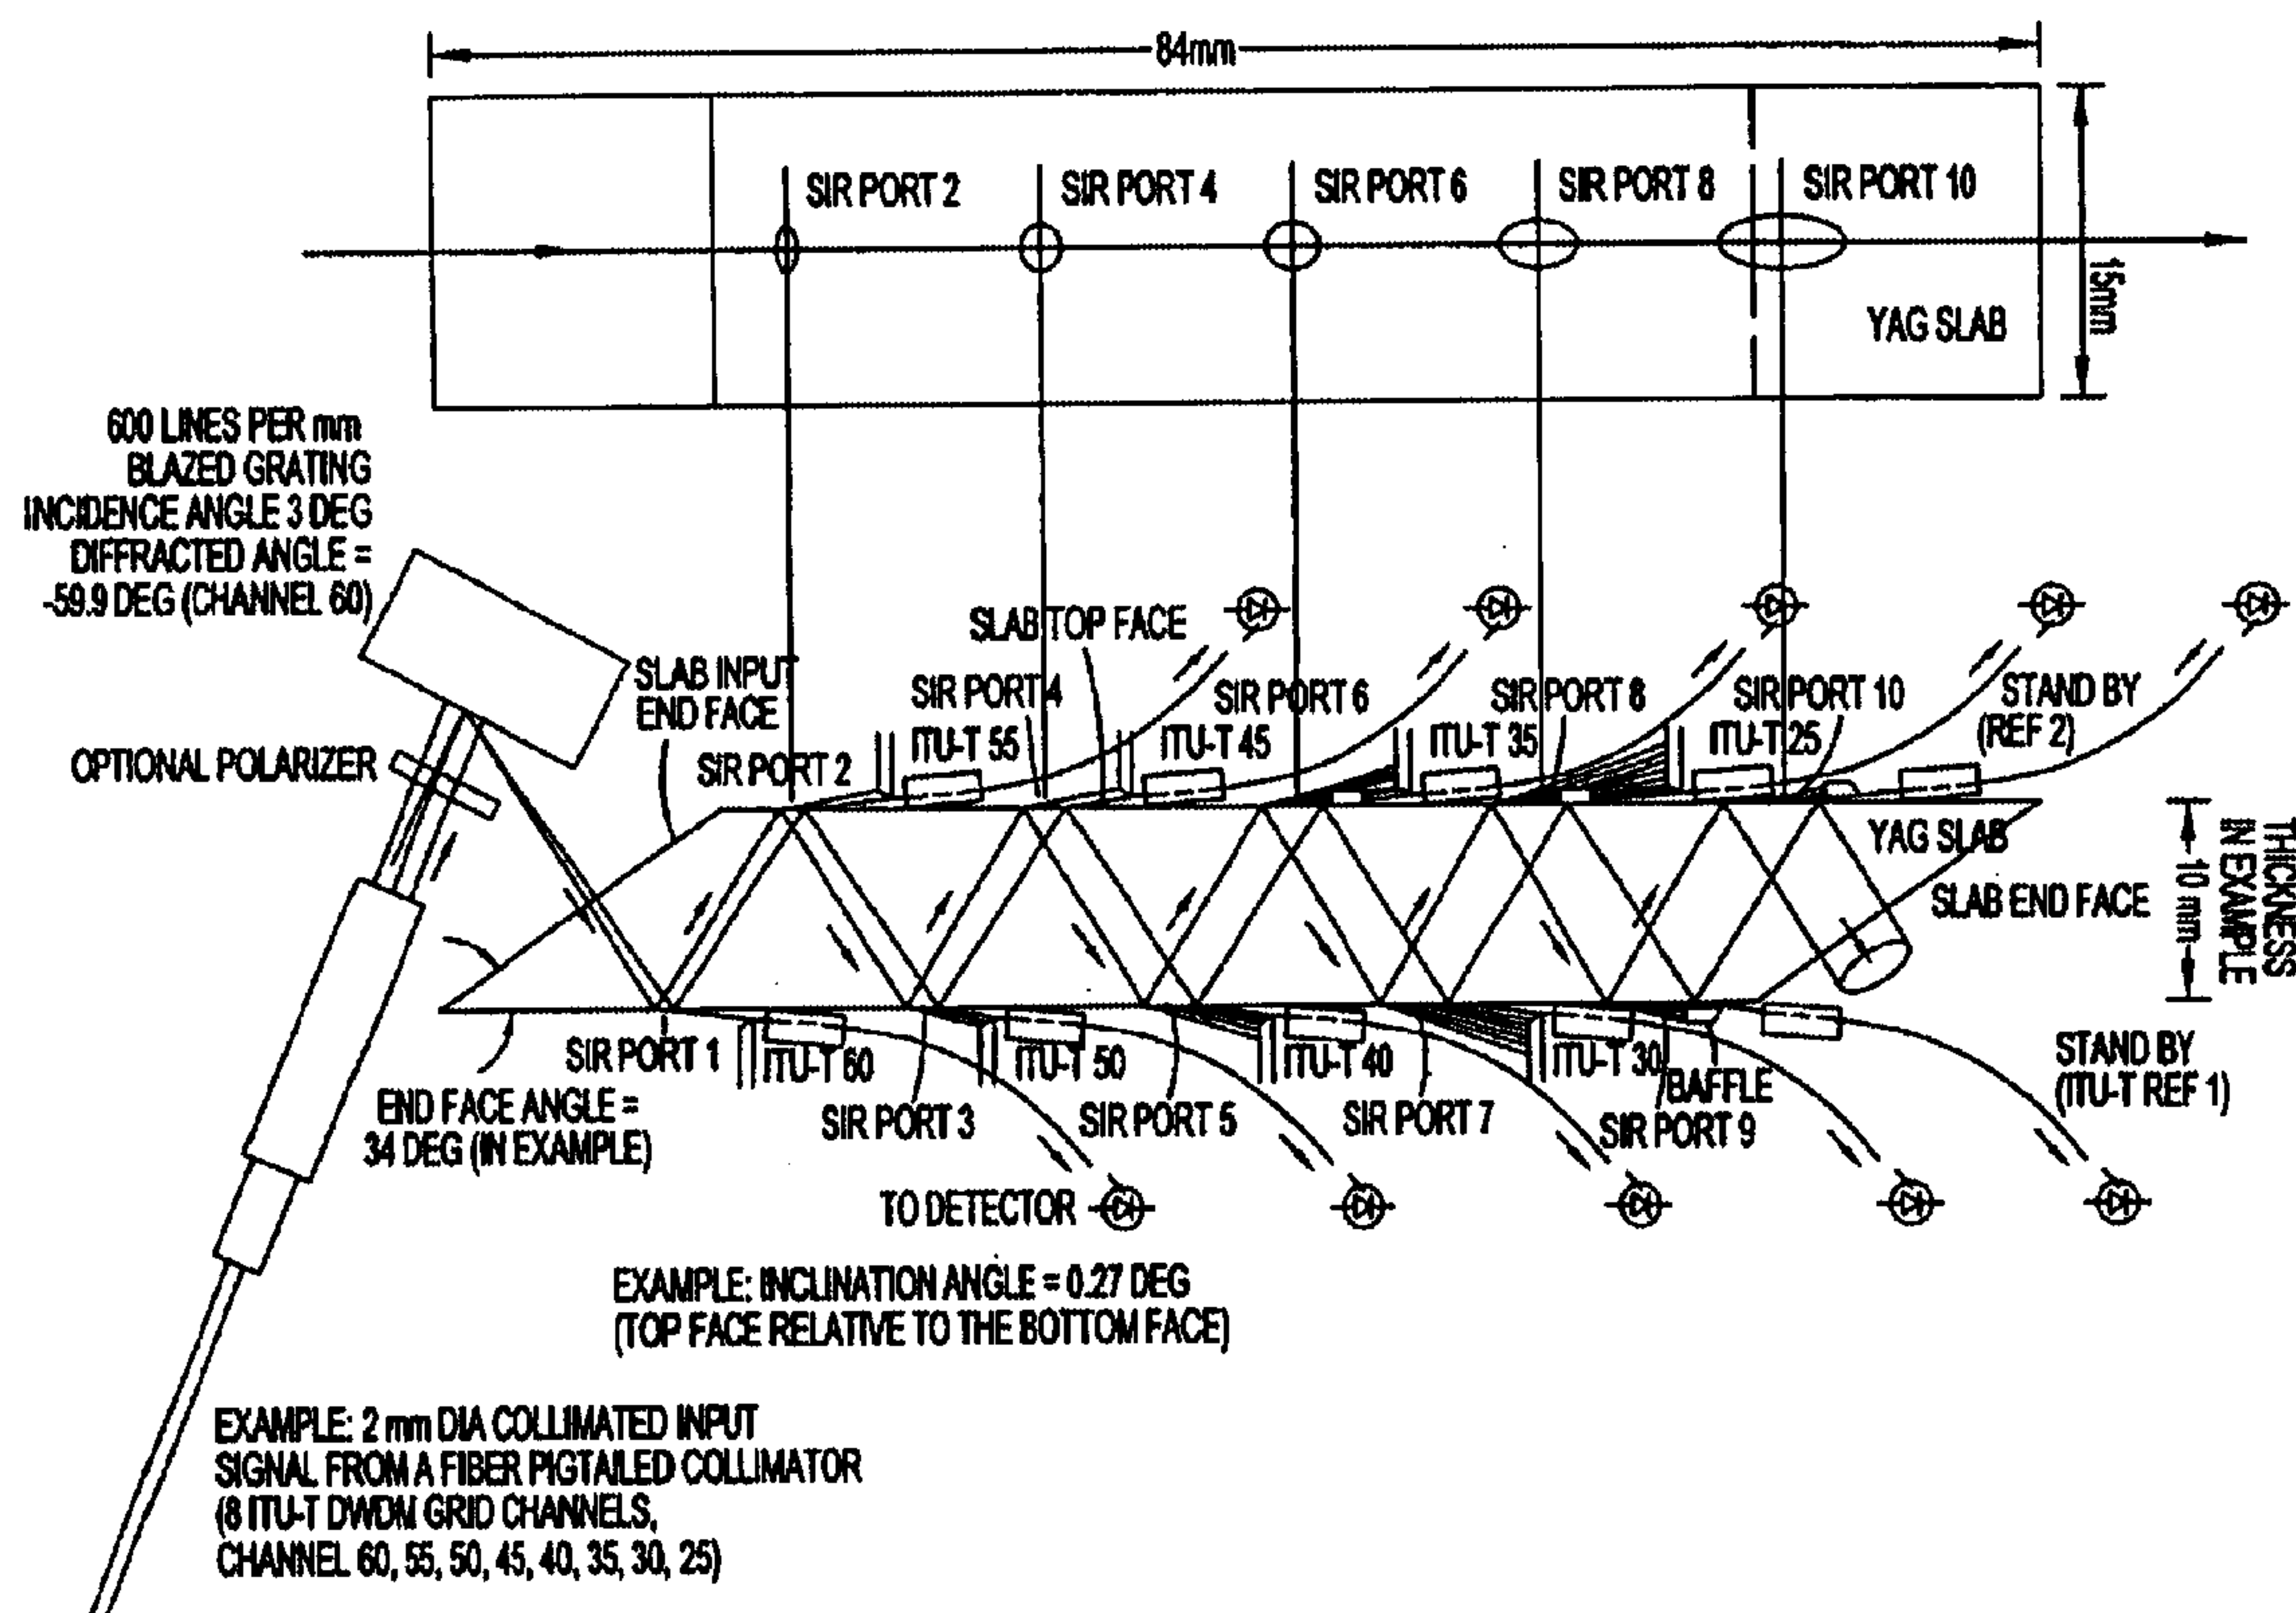 84mm
SIR PORT 2
SIR PORT 4
SIR PORT 6
SIR PORT 8
SIR PORT 10
15mm
YAG SLAB
600 LINES PER mm
BLAZED GRATING
INCIDENCE ANGLE 3 DEG
DIFFRACTED ANGLE =
-59.9 DEG (CHANNEL 60)
SLAB TOP FACE
SLAB INPUT
END FACE
OPTIONAL POLARIZER
SIR PORT 2
SIR PORT 4
ITU-T 55
SIR PORT 6
ITU-T 45
SIR PORT 8
ITU-T 35
SIR PORT 10
ITU-T 25
STAND BY
(REF 2)
YAG SLAB
SLAB END FACE
THICKNESS
IN EXAMPLE
10 mm
SIR PORT 1
ITU-T 60
SIR PORT 3
ITU-T 50
SIR PORT 5
ITU-T 40
SIR PORT 7
ITU-T 30
BAFFLE
SIR PORT 9
STAND BY
(ITU-T REF 1)
END FACE ANGLE =
34 DEG (IN EXAMPLE)
TO DETECTOR
EXAMPLE: INCLINATION ANGLE = 0.27 DEG
(TOP FACE RELATIVE TO THE BOTTOM FACE)
EXAMPLE: 2 mm DIA COLLIMATED INPUT
SIGNAL FROM A FIBER PIGTAILED COLLIMATOR
(8 ITU-T DWDM GRID CHANNELS,
CHANNEL 60, 55, 50, 45, 40, 35, 30, 25)